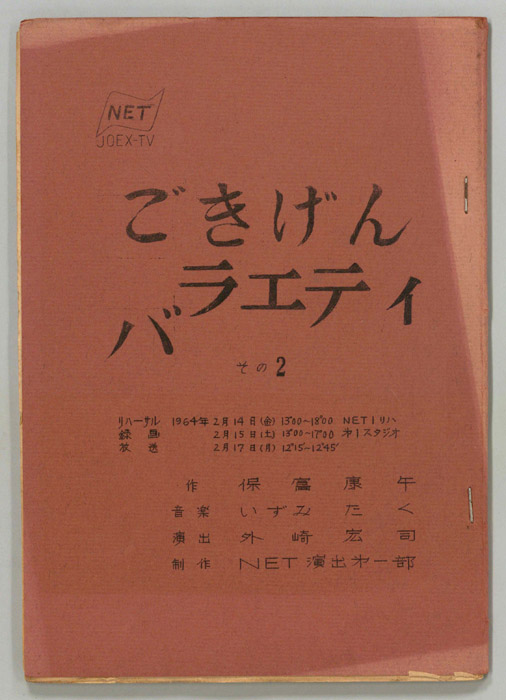 NET
JOEX-TV
ごきげん
バラエティ
その2
リハーサル 1964年 2月14日(金) 13°00~18°00 NET1リハ
録画 2月15日(土) 13°00~17°00 才1スタジオ
放送 2月17日(月) 12°15~12°45′
作 保富康午
音楽 いずみたく
演出 外崎宏司
制作 NET演出才一部